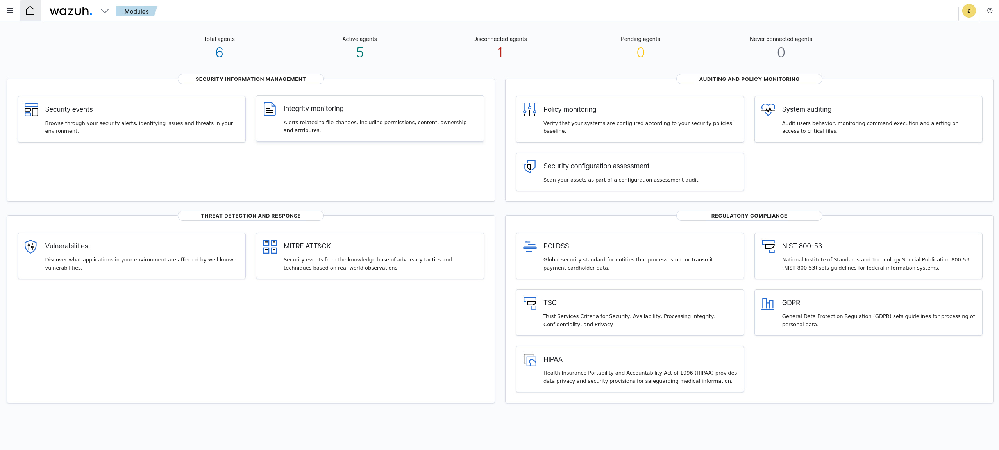 wazuh.
Modules
a
Total agents
6
Active agents
5
Disconnected agents
1
Pending agents
0
Never connected agents
0
SECURITY INFORMATION MANAGEMENT
Security events
Browse through your security alerts, identifying issues and threats in your
environment.
Integrity monitoring
Alerts related to file changes, including permissions, content, ownership
and attributes.
AUDITING AND POLICY MONITORING
Policy monitoring
Verify that your systems are configured according to your security policies
baseline.
System auditing
Audit users behavior, monitoring command execution and alerting on
access to critical files.
Security configuration assessment
Scan your assets as part of a configuration assessment audit.
THREAT DETECTION AND RESPONSE
Vulnerabilities
Discover what applications in your environment are affected by well-known
vulnerabilities.
MITRE ATT&CK
Security events from the knowledge base of adversary tactics and
techniques based on real-world observations
REGULATORY COMPLIANCE
PCI DSS
Global security standard for entities that process, store or transmit
payment cardholder data.
NIST 800-53
National Institute of Standards and Technology Special Publication 800-53
(NIST 800-53) sets guidelines for federal information systems.
TSC
Trust Services Criteria for Security, Availability, Processing Integrity,
Confidentiality, and Privacy
GDPR
General Data Protection Regulation (GDPR) sets guidelines for processing of
personal data.
HIPAA
Health Insurance Portability and Accountability Act of 1996 (HIPAA) provides
data privacy and security provisions for safeguarding medical information.